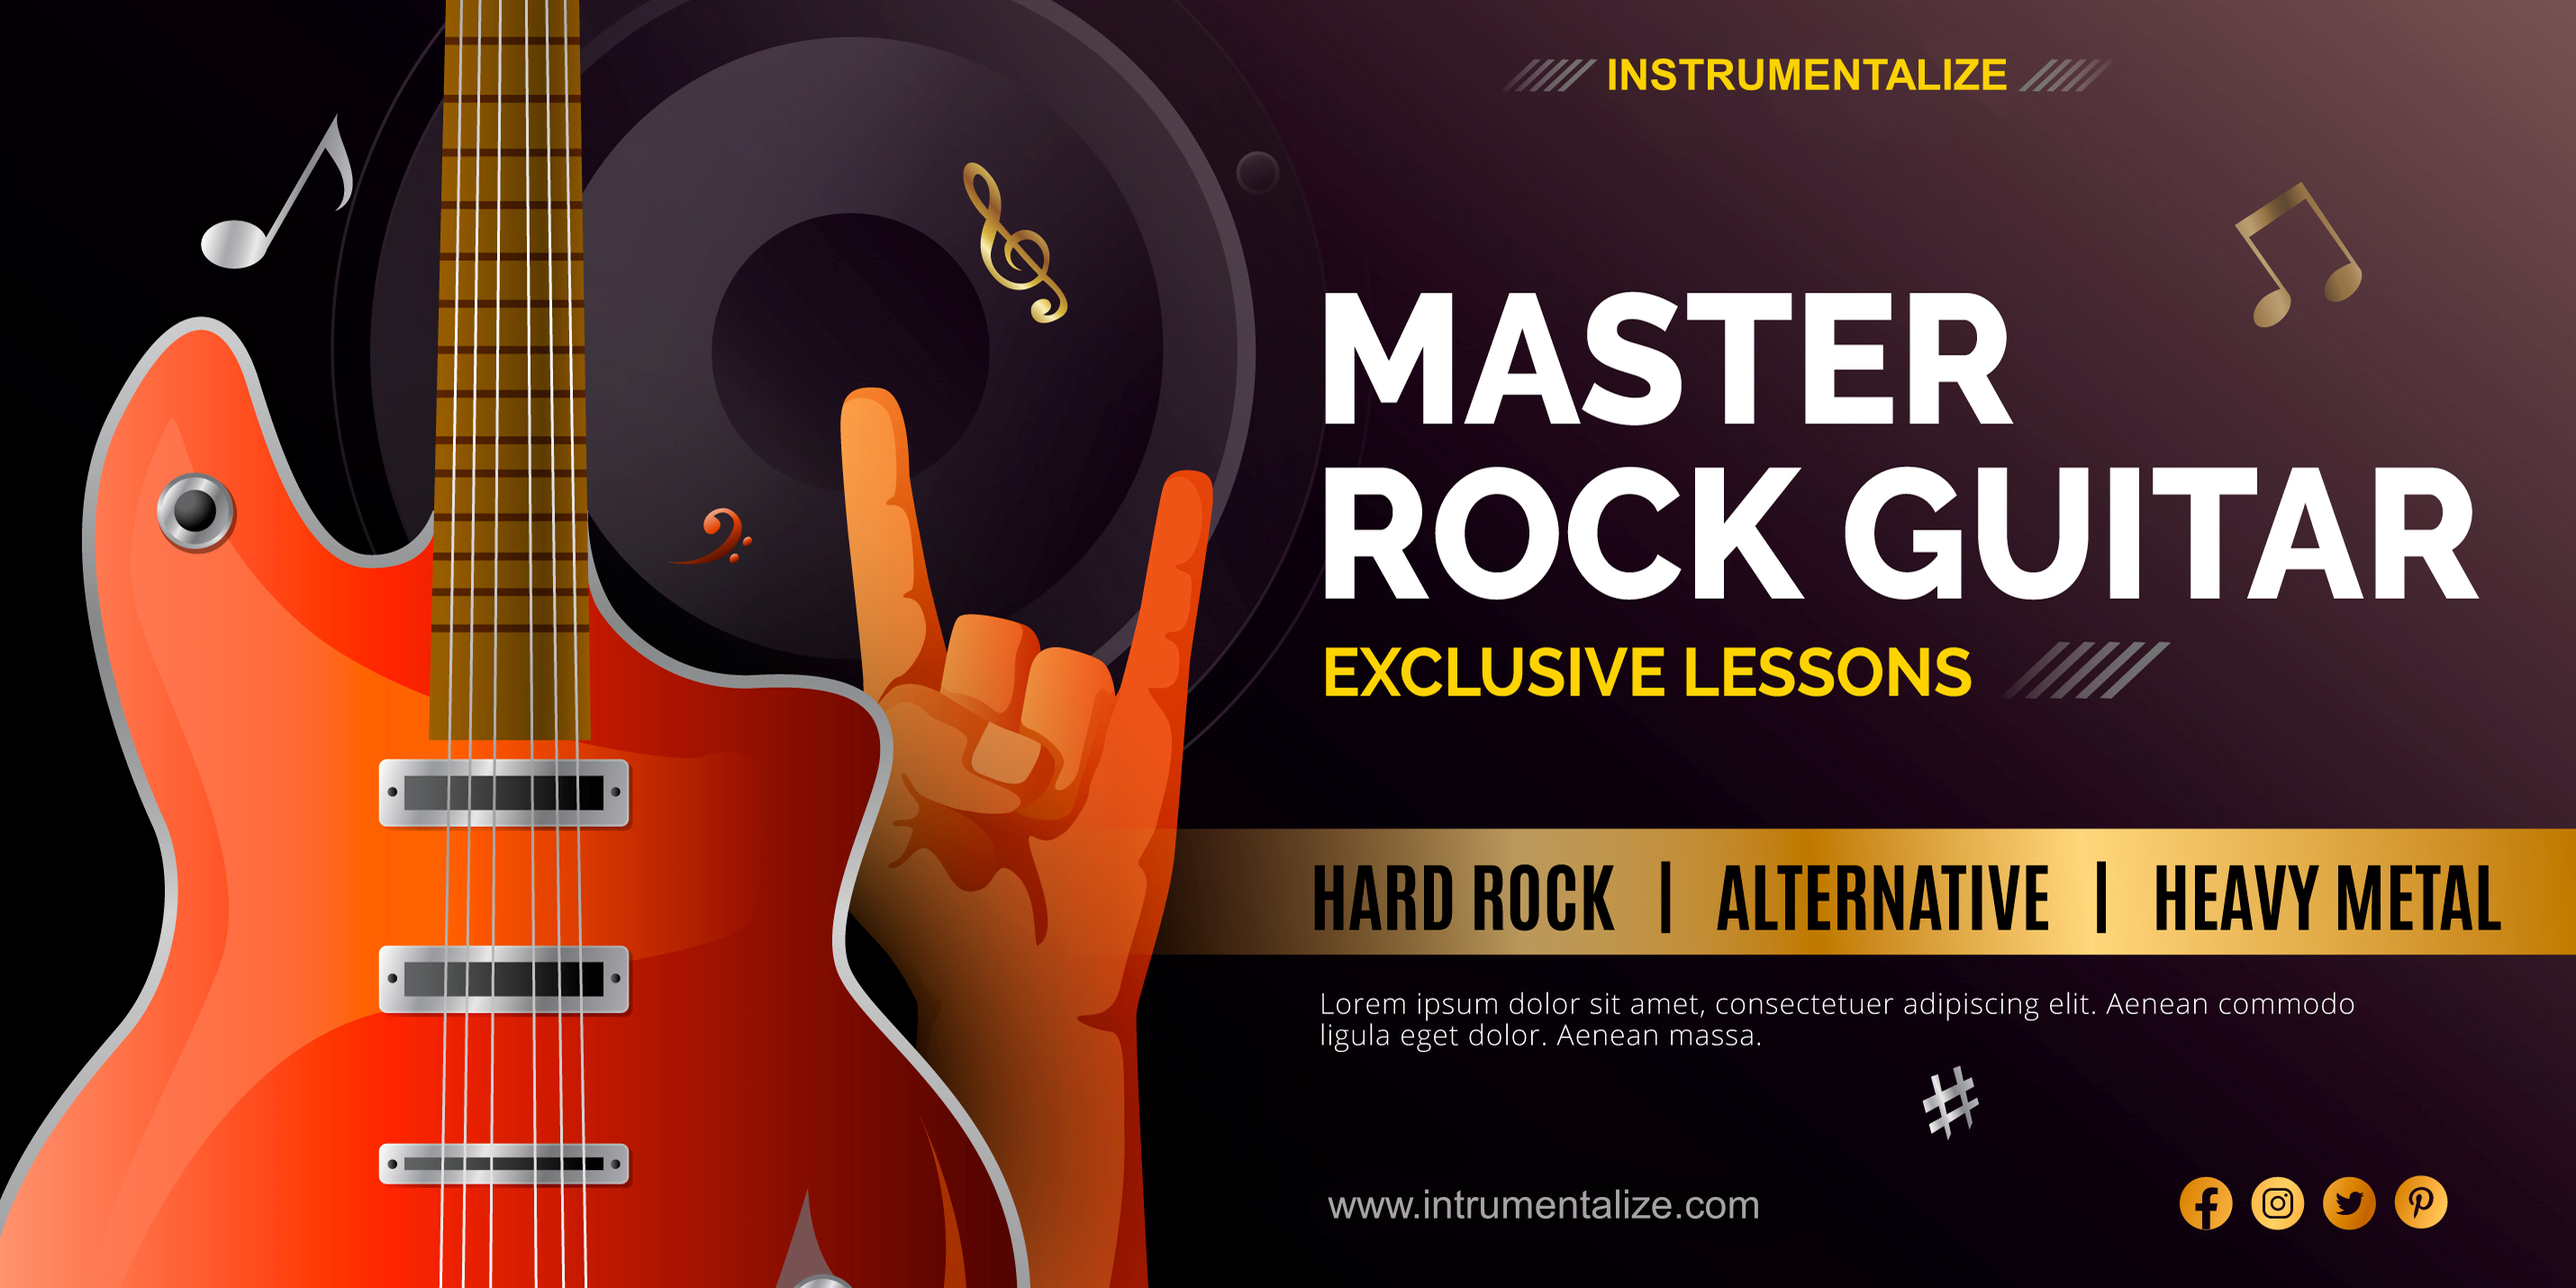 INSTRUMENTALIZE
MASTER
ROCK GUITAR
EXCLUSIVE LESSONS
HARD ROCK | ALTERNATIVE | HEAVY METAL
Lorem ipsum dolor sit amet, consectetuer adipiscing elit. Aenean commodo
ligula eget dolor. Aenean massa.
www.intrumentalize.com